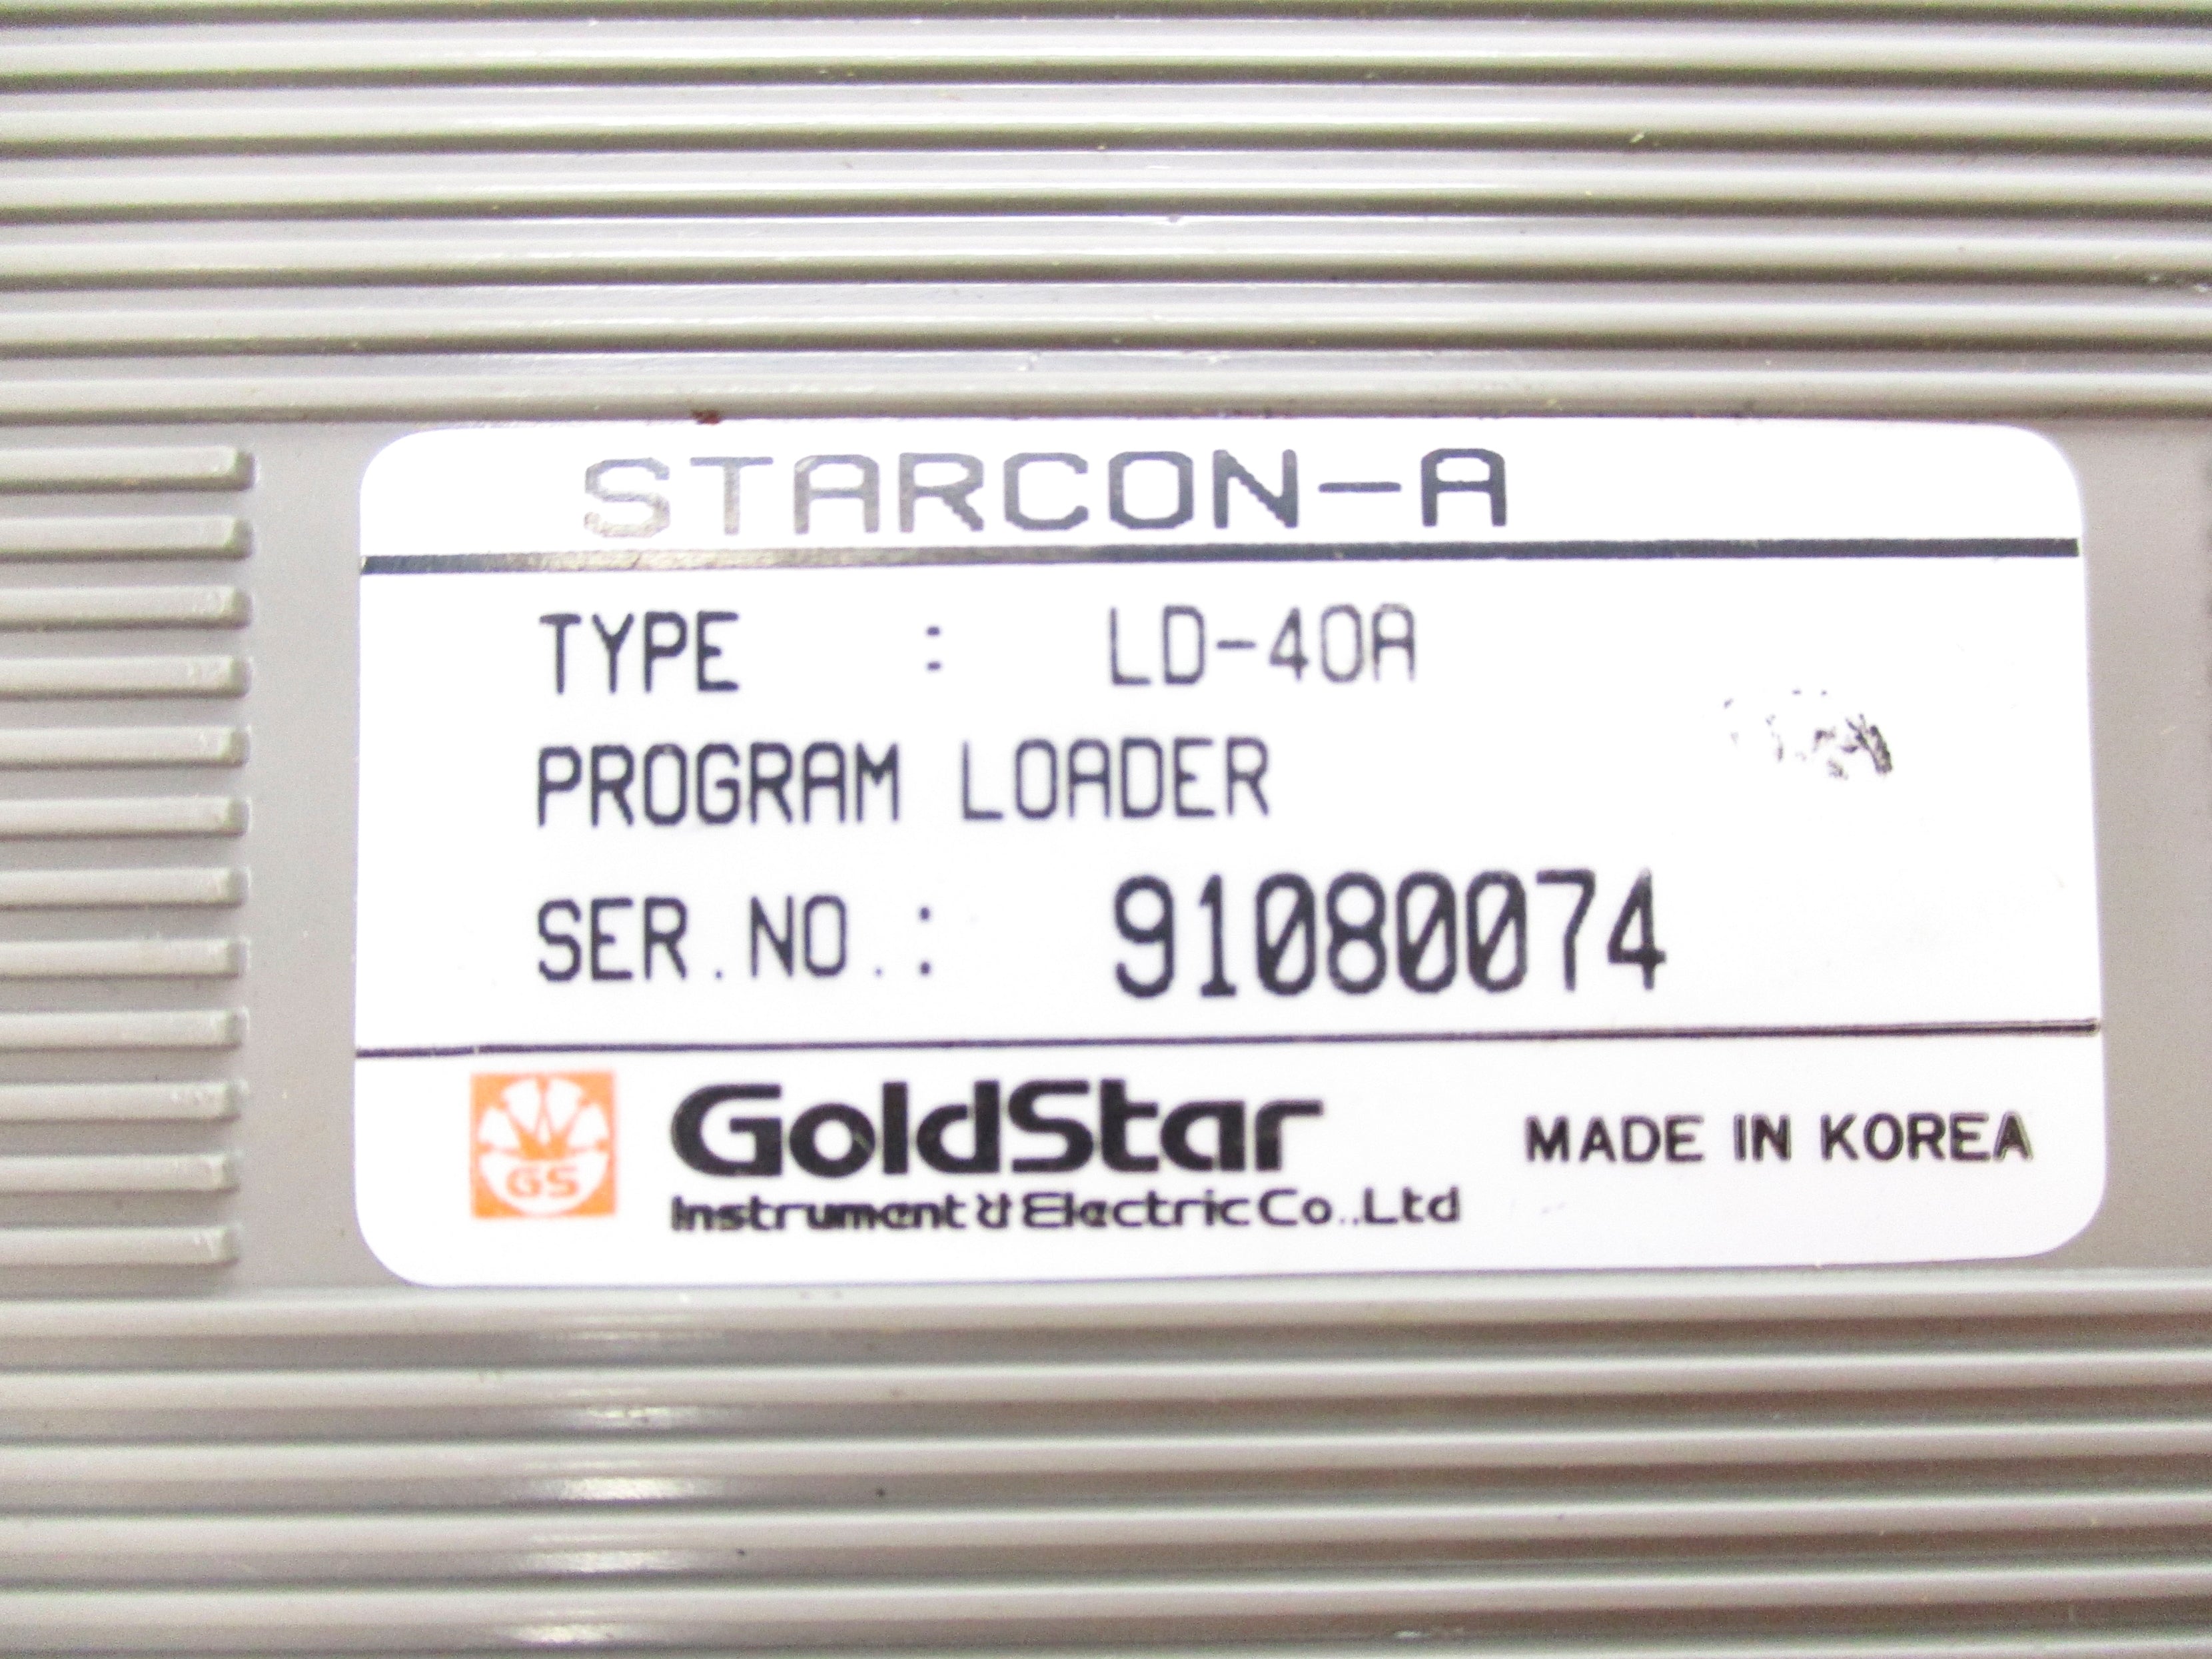 STARCON-A
TYPE : LD-40A
PROGRAM LOADER
SER.NO.: 91080074
GS
GoldStar
Instrument & Electric Co.,Ltd
MADE IN KOREA